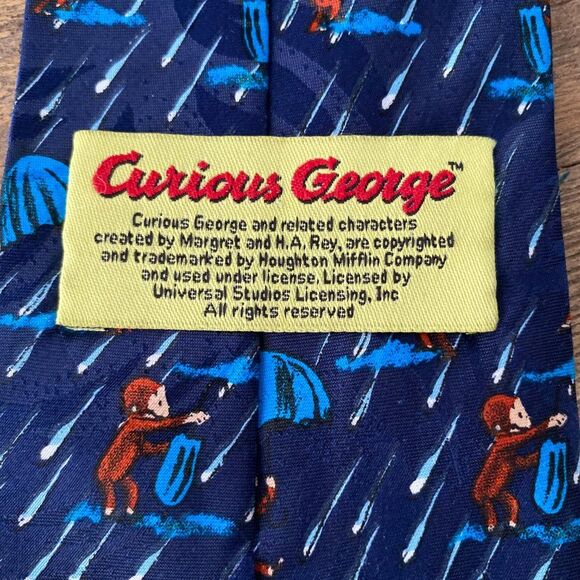 Curious George™
Curious George and related characters
created by Margret and H.A. Rey, are copyrighted
and trademarked by Houghton Mifflin Company
and used under license. Licensed by
Universal Studios Licensing, Inc
All rights reserved